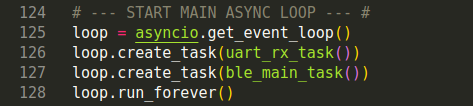 124 # --- START MAIN ASYNC LOOP --- #
125 loop = asyncio.get_event_loop()
126 loop.create_task(uart_rx_task())
127 loop.create_task(ble_main_task())
128 loop.run_forever()